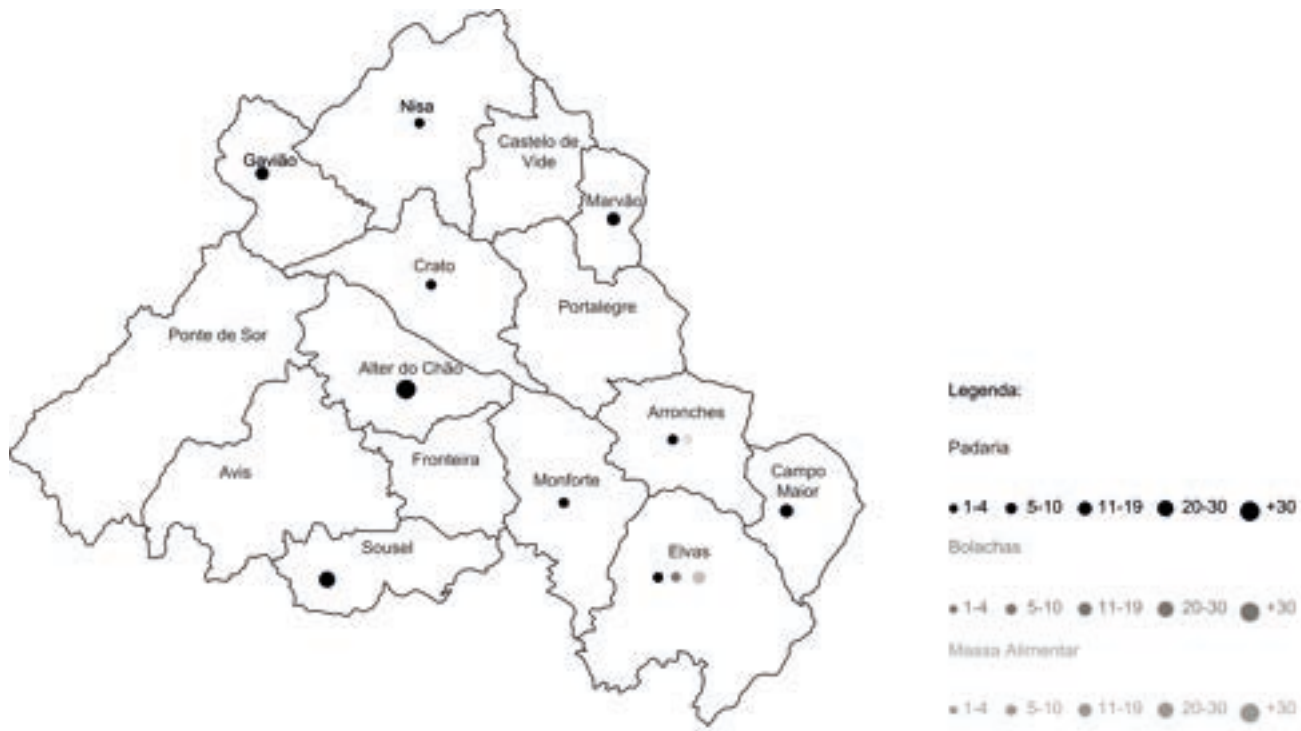 Nisa
Castelo de
Vide
Gavião
Marvão
Crato
Portalegre
Ponte de Sor
Alter do Chão
Arronches
Avis
Fronteira
Monforte
Campo
Maior
Sousel
Elvas
Legenda:
Padaria
1-4 5-10 11-19 20-30 +30
Bolachas
1-4 5-10 11-19 20-30 +30
Massa Alimentar
1-4 5-10 11-19 20-30 +30